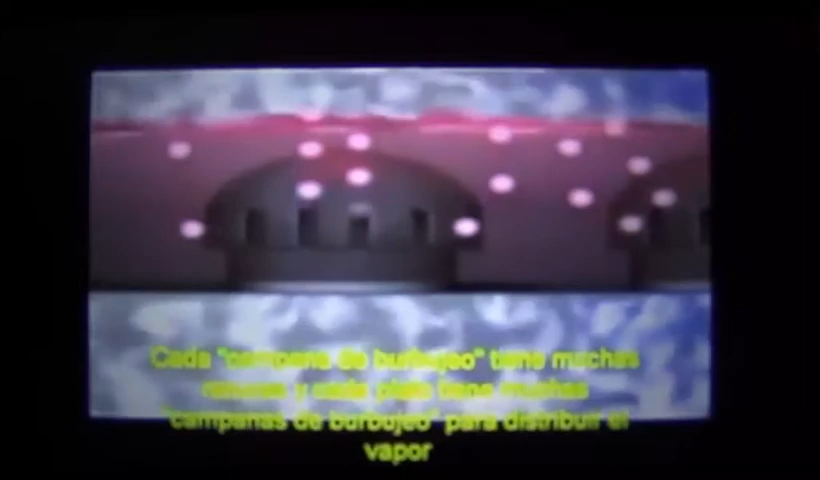 Cada "campana de burbujeo" tiene muchas
ranuras y cada plato tiene muchas
"campanas de burbujeo" para distribuir el
vapor